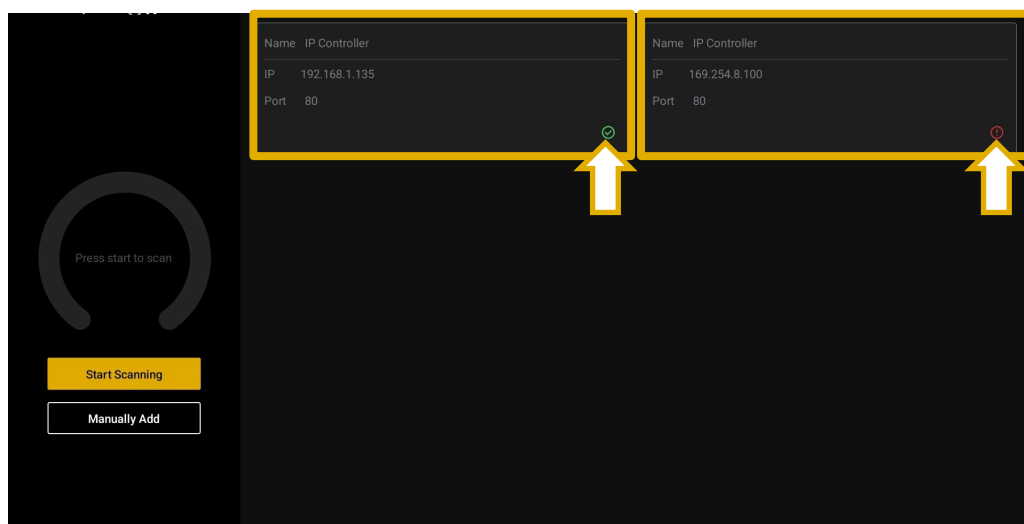 Name IP Controller
IP 192.168.1.135
Port 80
Name IP Controller
IP 169.254.8.100
Port 80
Press start to scan
Start Scanning
Manually Add